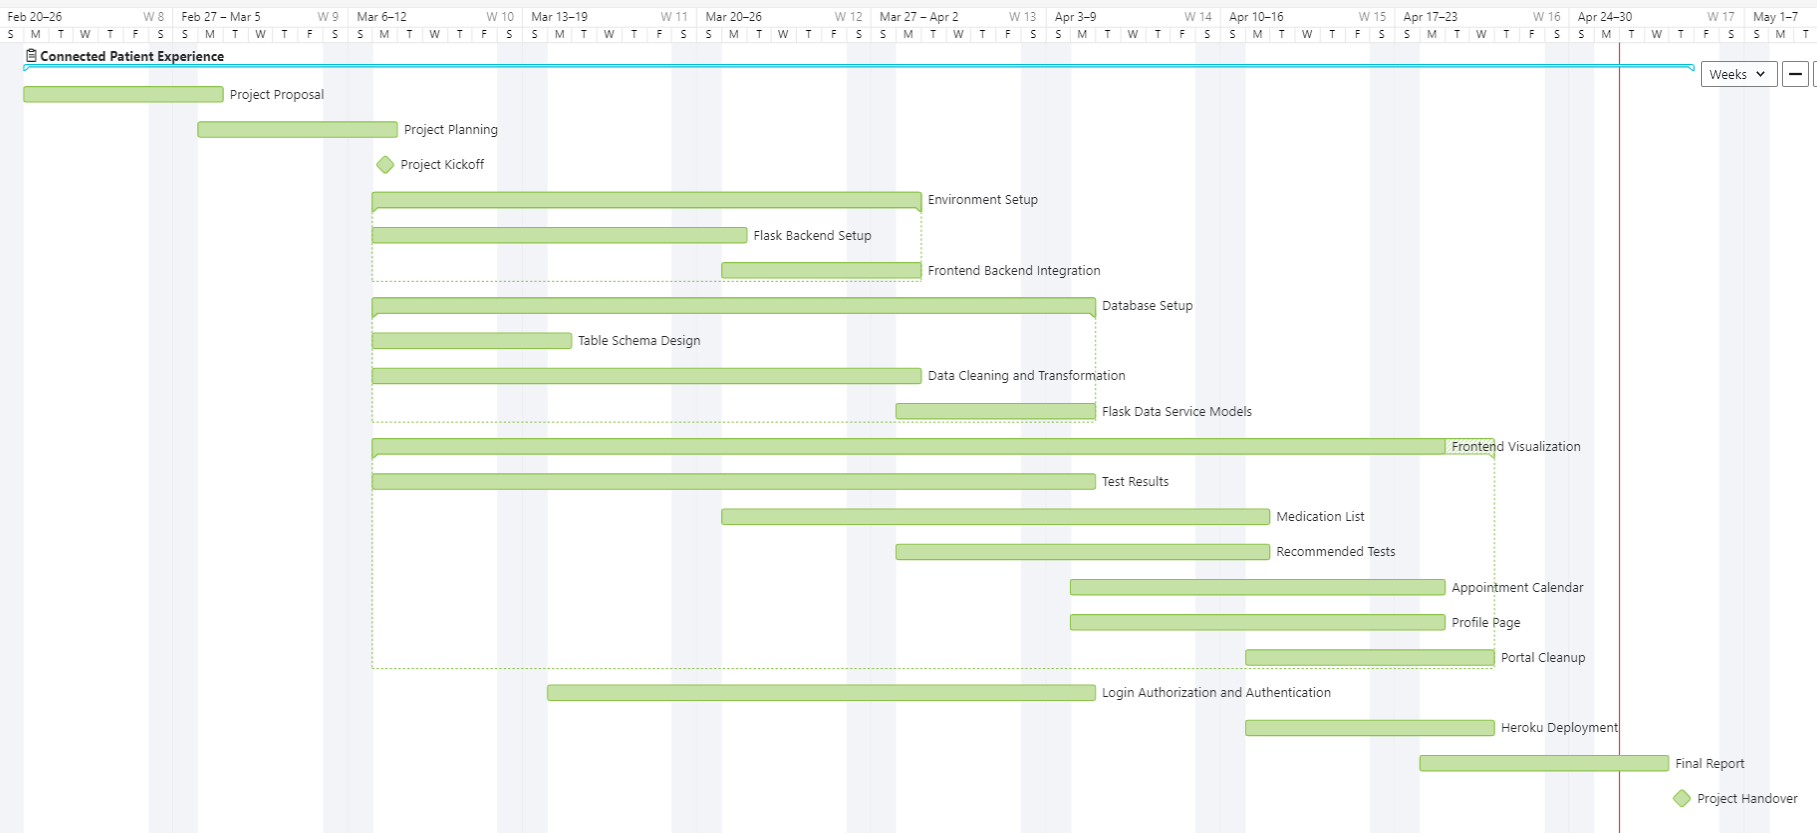 Feb 20–26 W 8 Feb 27 – Mar 5 W 9 Mar 6–12 W 10 Mar 13–19 W 11 Mar 20–26 W 12 Mar 27 – Apr 2 W 13 Apr 3–9 W 14 Apr 10–16 W 15 Apr 17–23 W 16 Apr 24–30 W 17 May 1–7
S M T W T F S S M T W T F S S M T W T F S S M T W T F S S M T W T F S S M T W T F S S M T W T F S S M T W T F S S M T W T F S S M T W T F S S M T
Connected Patient Experience
Weeks
Project Proposal
Project Planning
Project Kickoff
Environment Setup
Flask Backend Setup
Frontend Backend Integration
Database Setup
Table Schema Design
Data Cleaning and Transformation
Flask Data Service Models
Frontend Visualization
Test Results
Medication List
Recommended Tests
Appointment Calendar
Profile Page
Portal Cleanup
Login Authorization and Authentication
Heroku Deployment
Final Report
Project Handover